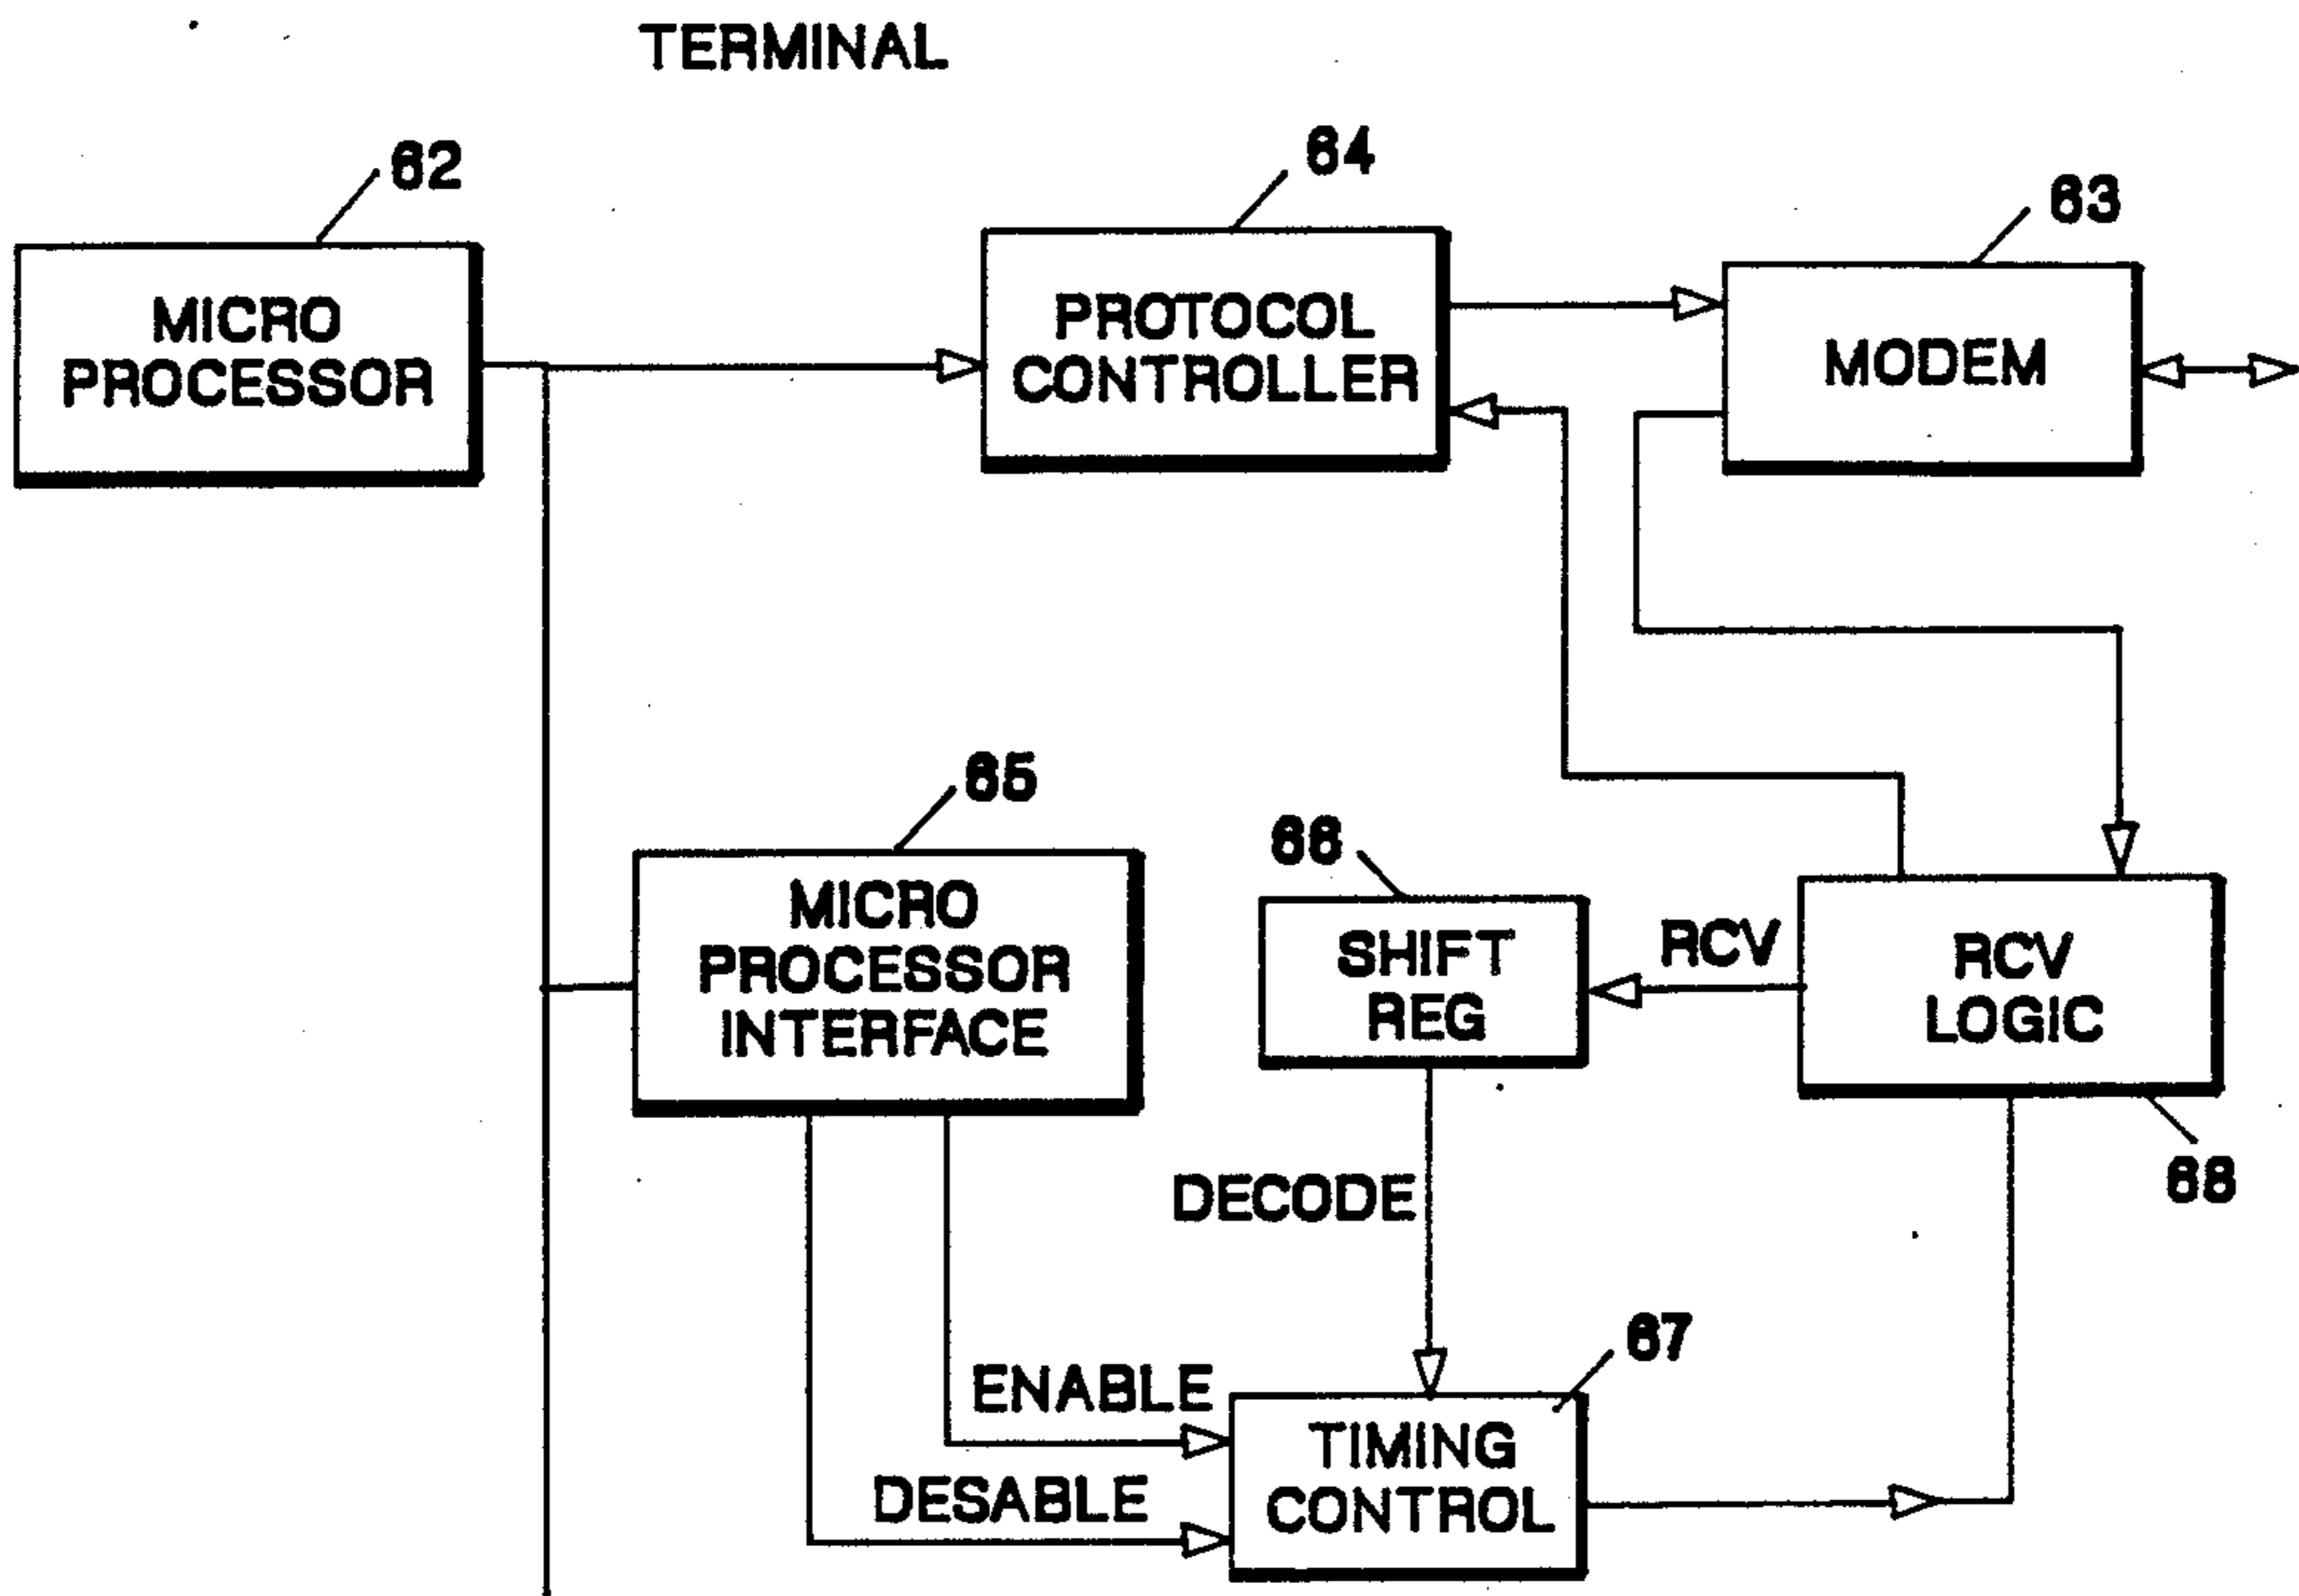 TERMINAL
62
64
63
MICRO
PROCESSOR
PROTOCOL
CONTROLLER
MODEM
65
66
MICRO
PROCESSOR
INTERFACE
SHIFT
REG
RCV
RCV
LOGIC
DECODE
68
67
ENABLE
DESABLE
TIMING
CONTROL